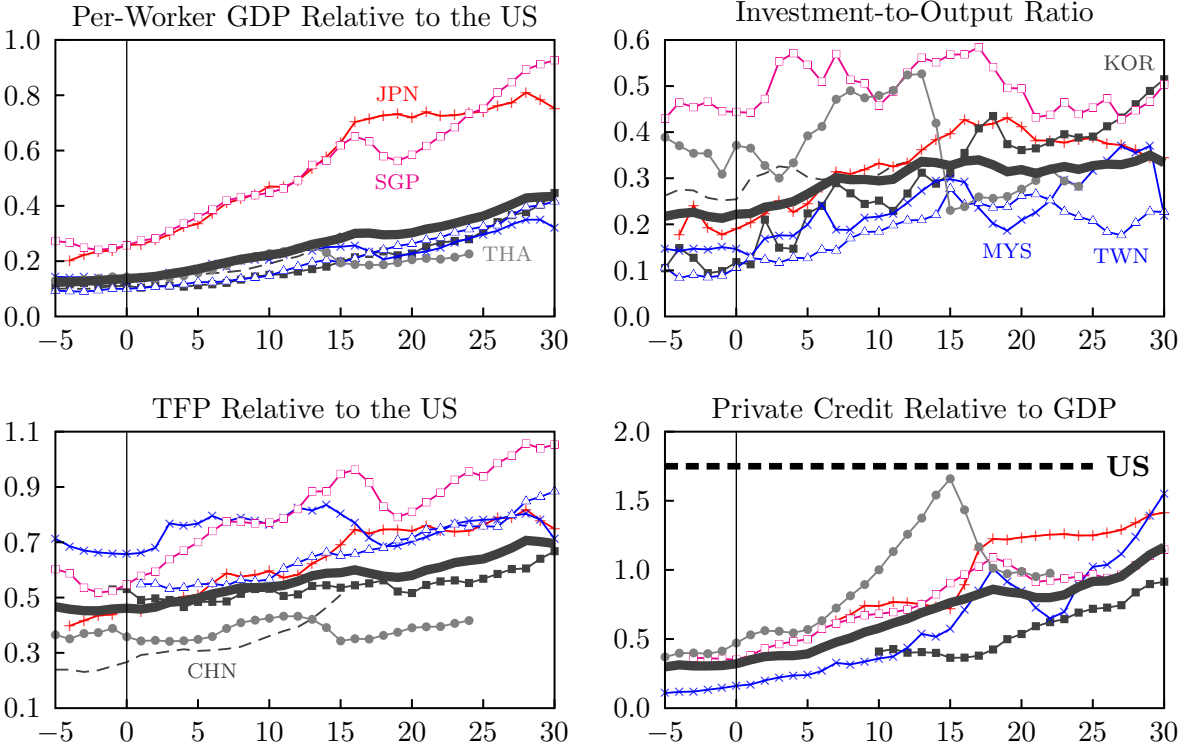 Per-Worker GDP Relative to the US
1.0
0.8
0.6
0.4
0.2
0.0
JPN
SGP
THA
−5 0 5 10 15 20 25 30
Investment-to-Output Ratio
0.6
0.5
0.4
0.3
0.2
0.1
0.0
KOR
MYS
TWN
−5 0 5 10 15 20 25 30
TFP Relative to the US
1.1
0.9
0.7
0.5
0.3
0.1
CHN
−5 0 5 10 15 20 25 30
Private Credit Relative to GDP
2.0
1.5
1.0
0.5
0.0
US
−5 0 5 10 15 20 25 30